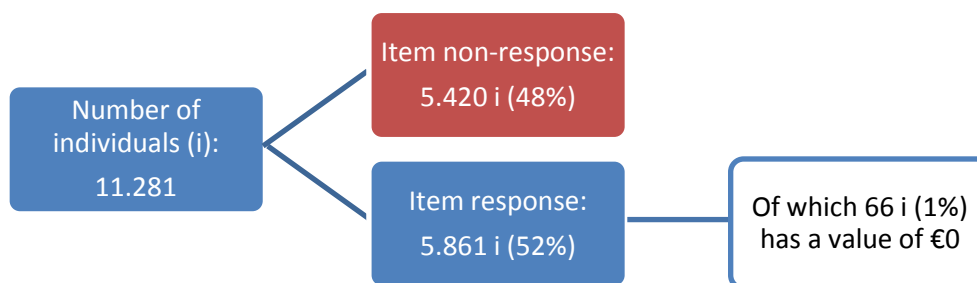 Number of
individuals (i):
11.281
Item non-response:
5.420 i (48%)
Item response:
5.861 i (52%)
Of which 66 i (1%)
has a value of €0